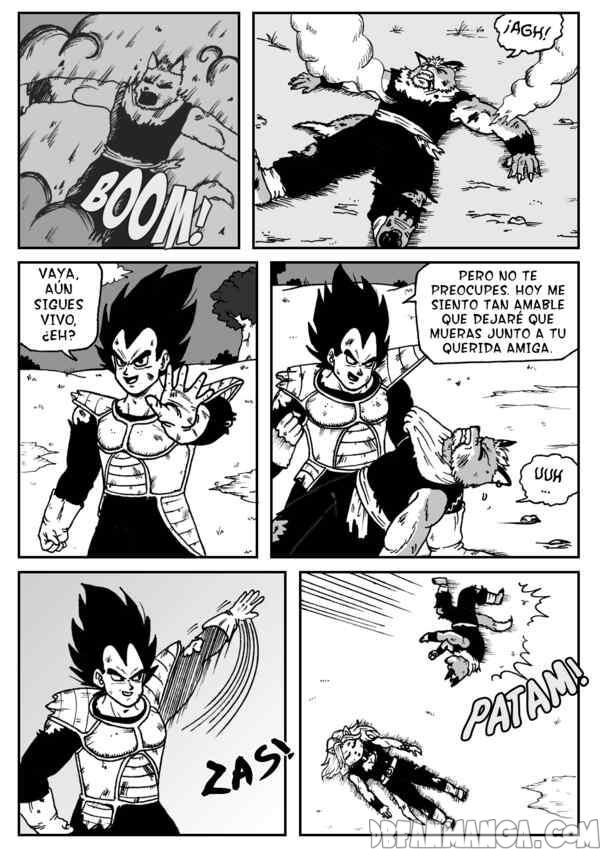 BOOM!
¡AGH!
VAYA,
AÚN
SIGUES
VIVO,
¿EH?
PERO NO TE
PREOCUPES. HOY ME
SIENTO TAN AMABLE
QUE DEJARÉ QUE
MUERAS JUNTO A TU
QUERIDA AMIGA.
UUH
...
ZAS!
PATAM!
DBFANMANGA.COM